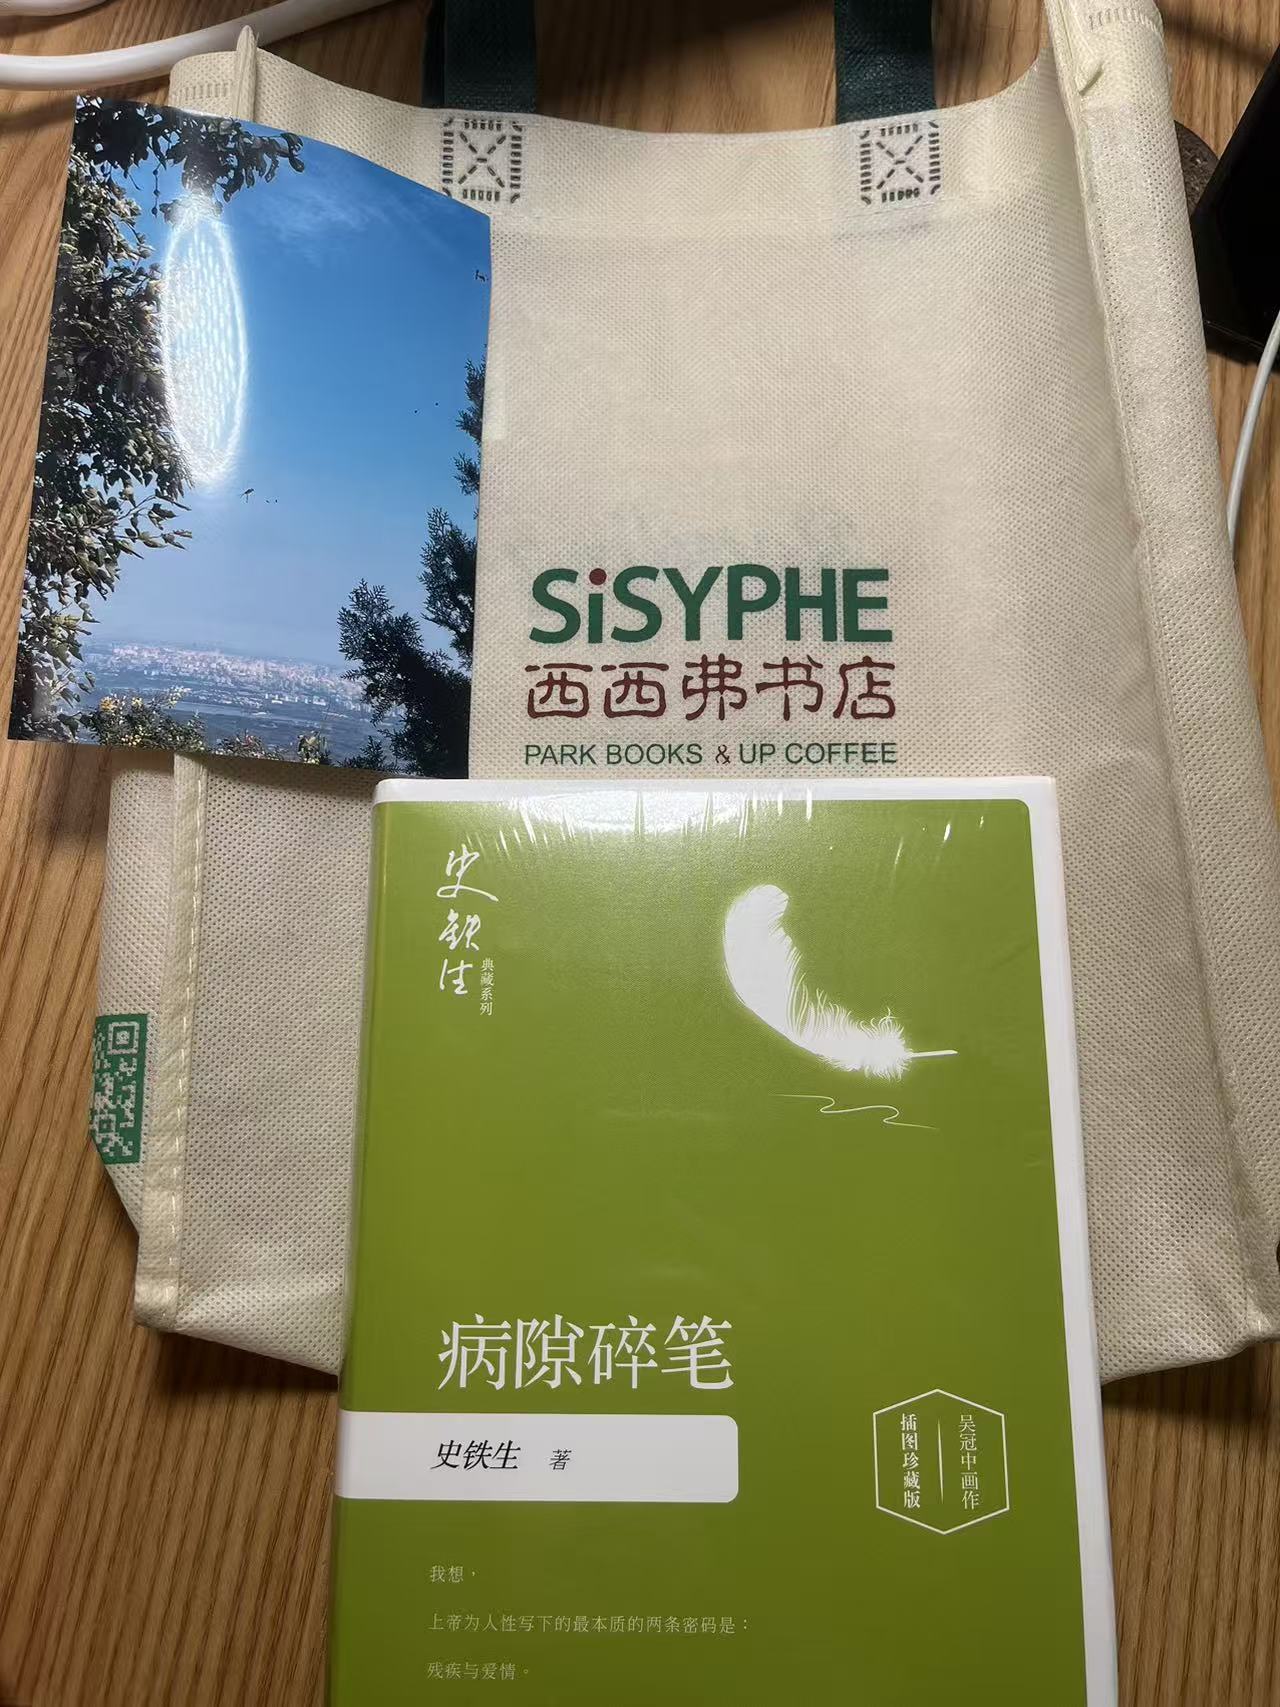 SiSYPHE
西西弗书店
PARK BOOKS & UP COFFEE
史铁生
典藏系列
病隙碎笔
史铁生 著
吴冠中画作
插图珍藏版
我想，
上帝为人性写下的最本质的两条密码是：
残疾与爱情。